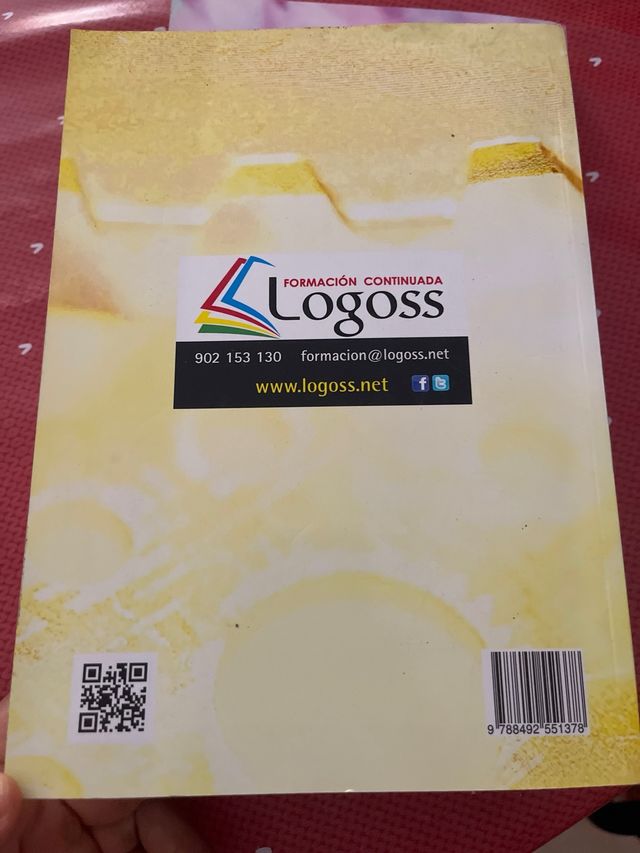 FORMACIÓN CONTINUADA
Logoss
902 153 130 formacion@logoss.net
www.logoss.net
9 788492 551378